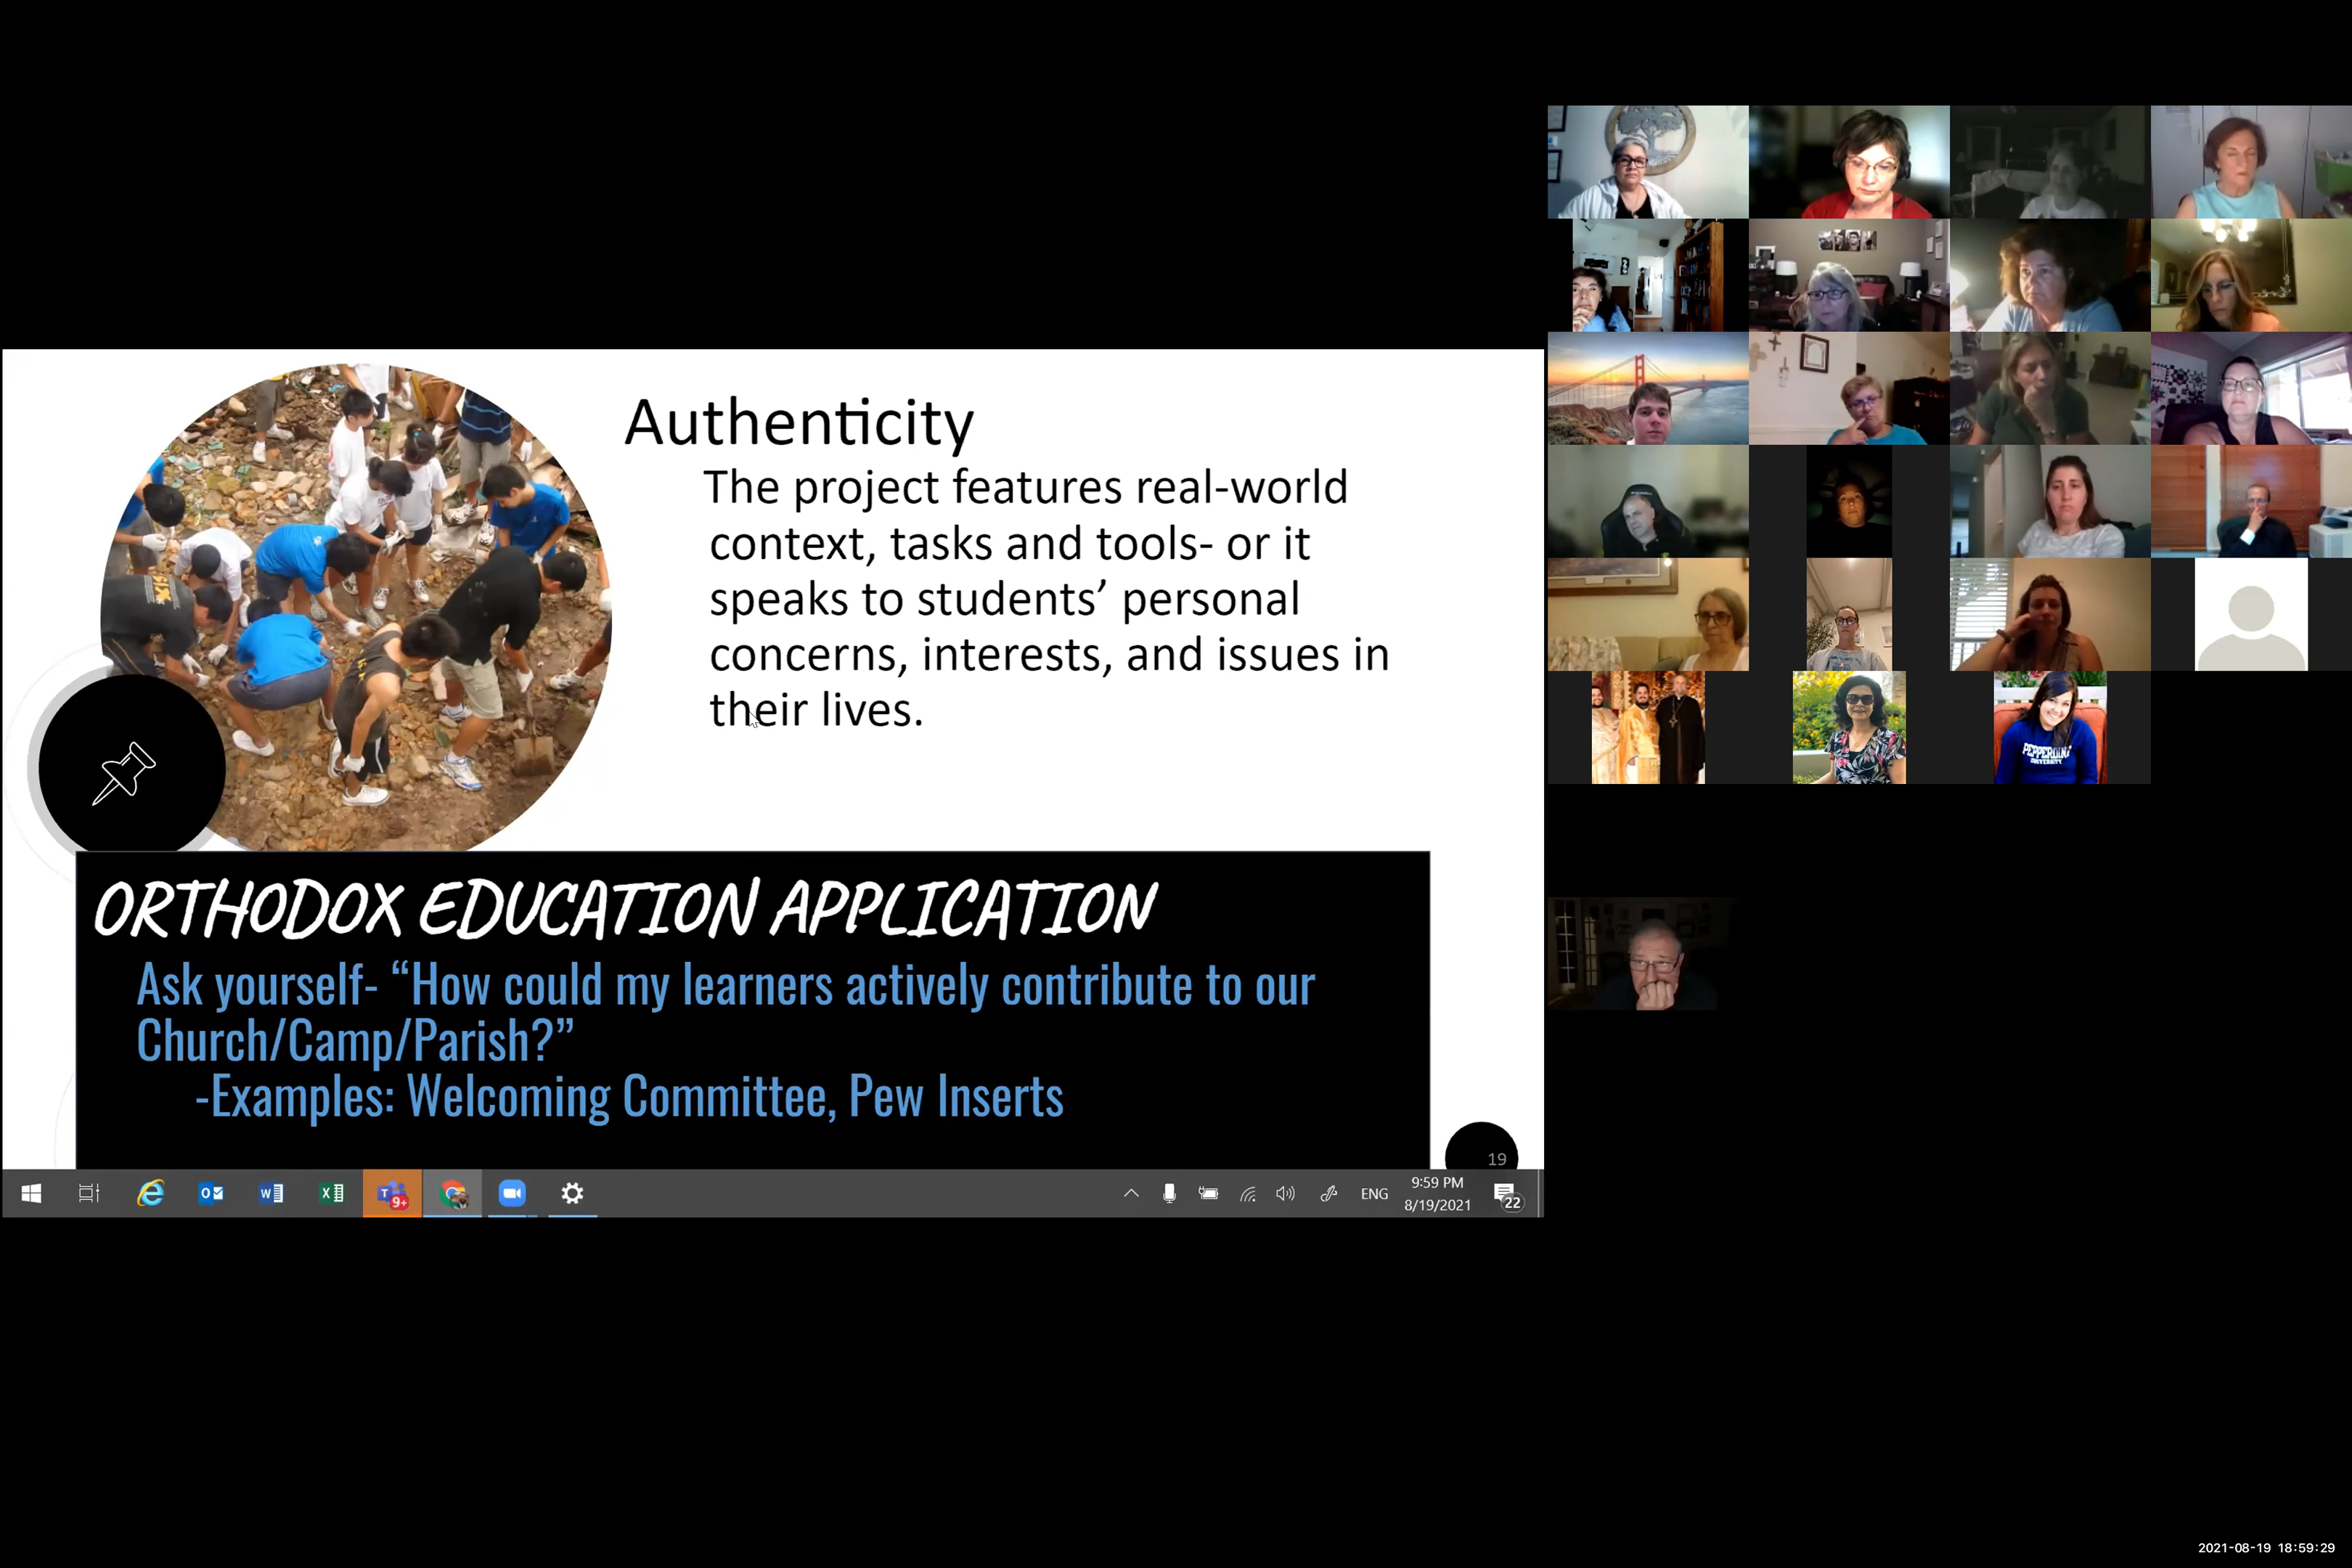 Authenticity
The project features real-world
context, tasks and tools- or it
speaks to students’ personal
concerns, interests, and issues in
their lives.
ORTHODOX EDUCATION APPLICATION
Ask yourself- “How could my learners actively contribute to our
Church/Camp/Parish?”
-Examples: Welcoming Committee, Pew Inserts
19
9+
ENG
9:59 PM
8/19/2021
22
PEPPERDINE
UNIVERSITY
2021-08-19 18:59:29